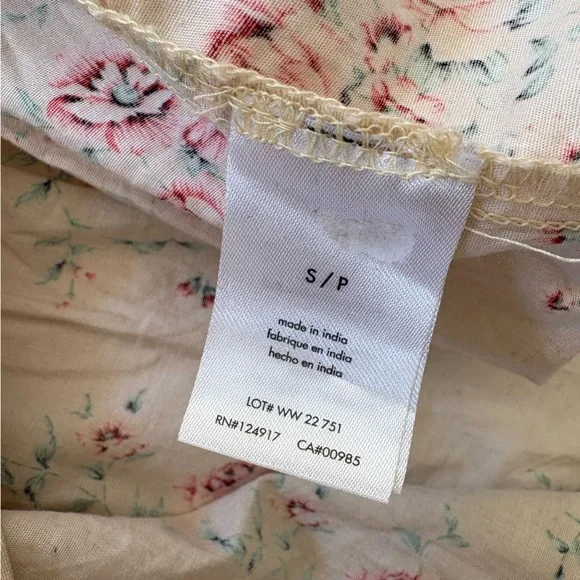 S / P
made in india
fabrique en india
hecho en india
LOT# WW 22 751
RN#124917 CA#00985